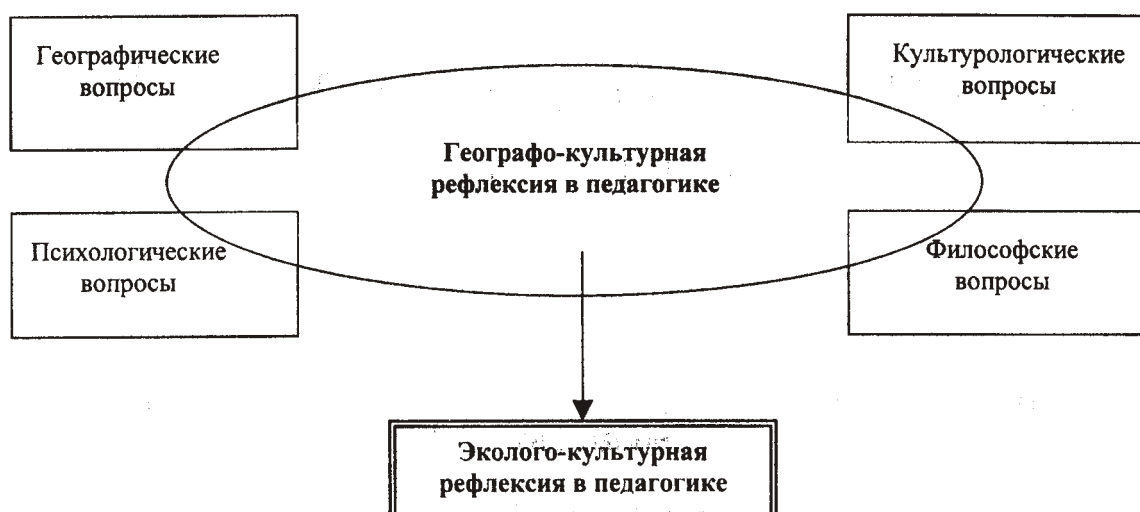 Географические
вопросы
Культурологические
вопросы
Географо-культурная
рефлексия в педагогике
Психологические
вопросы
Философские
вопросы
Эколого-культурная
рефлексия в педагогике